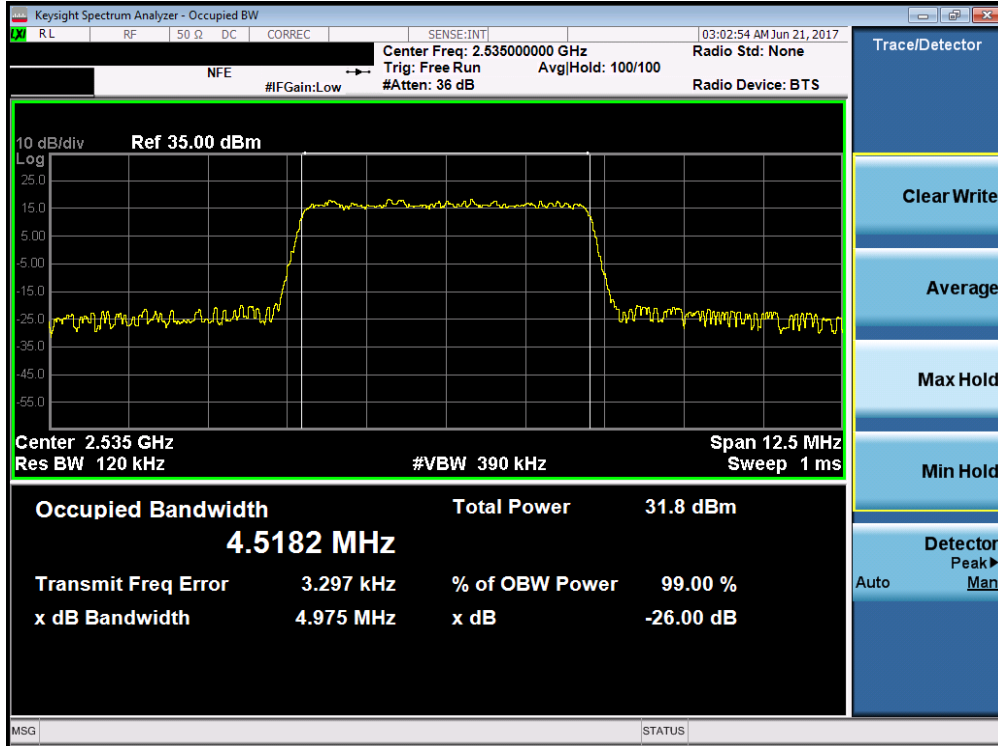 Keysight Spectrum Analyzer - Occupied BW
LXI RL RF 50 Ω DC CORREC SENSE:INT 03:02:54 AM Jun 21, 2017
Center Freq: 2.535000000 GHz Radio Std: None
NFE Trig: Free Run Avg|Hold: 100/100
#IFGain:Low #Atten: 36 dB Radio Device: BTS
Trace/Detector
10 dB/div Ref 35.00 dBm
Log
25.0
15.0
5.00
-5.00
-15.0
-25.0
-35.0
-45.0
-55.0
Center 2.535 GHz Span 12.5 MHz
Res BW 120 kHz #VBW 390 kHz Sweep 1 ms
Occupied Bandwidth Total Power 31.8 dBm
4.5182 MHz
Transmit Freq Error 3.297 kHz % of OBW Power 99.00 %
x dB Bandwidth 4.975 MHz x dB -26.00 dB
Clear Write
Average
Max Hold
Min Hold
Detector
Peak▶
Auto Man
MSG STATUS